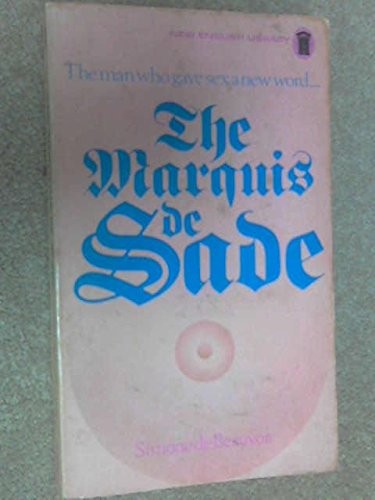 NEW ENGLISH LIBRARY
The man who gave sex a new word....
The
Marquis
de
Sade
Simone de Beauvoir